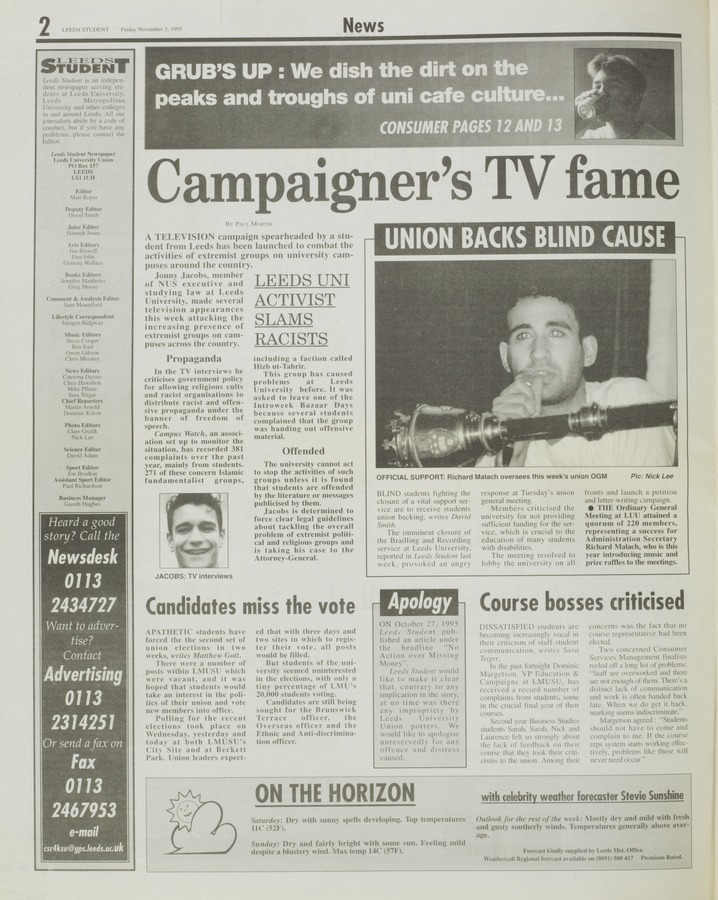 2
LEEDS STUDENT Friday November 3, 1995
News
LEEDS
STUDENT
Leeds Student is an indepen-
dent newspaper serving stu-
dents at Leeds University,
Leeds Metropolitan
University and other colleges
in and around Leeds. All our
journalists abide by a code of
conduct, but if you have any
problems, please contact the
Editor.
Leeds Student Newspaper
Leeds University Union
PO Box 157
LEEDS
LS1 1UH
Editor
Matt Roper
Deputy Editor
David Smith
Juice Editor
Hannah Jones
Arts Editors
Dan Jolin
Gemma Wallace
Books Editors
Jennifer Matthews
Greg Moore
Comment & Analysis Editor
Sam Mountford
Lifestyle Correspondent
Imogen Ridgway
Music Editors
Steve Cooper
Ben East
Owen Gibson
Chris Mooney
News Editors
Catriona Davies
Chris Hamilton
Mike Pflanz
Sara Teiger
Chief Reporters
Martin Arnold
Dominic Kilroe
Photo Editors
Clare Grafik
Nick Lee
Science Editor
David Adam
Sport Editor
Jon Brodkin
Assistant Sport Editor
Paul Richardson
Business Manager
Gareth Hughes
Heard a good
story? Call the
Newsdesk
0113
2434727
Want to adver-
tise?
Contact
Advertising
0113
2314251
Or send a fax on
Fax
0113
2467953
e-mail
csc4ksu@gps.leeds.ac.uk
GRUB'S UP : We dish the dirt on the
peaks and troughs of uni cafe culture...
CONSUMER PAGES 12 AND 13
Campaigner's TV fame
BY PAUL MARTIN
A TELEVISION campaign spearheaded by a stu-
dent from Leeds has been launched to combat the
activities of extremist groups on university cam-
puses around the country.
Jonny Jacobs, member
of NUS executive and
studying law at Leeds
University, made several
television appearances
this week attacking the
increasing presence of
extremist groups on cam-
puses across the country.
Propaganda
In the TV interviews he
criticises government policy
for allowing religious cults
and racist organisations to
distribute racist and offen-
sive propaganda under the
banner of freedom of
speech.
Campus Watch, an associ-
ation set up to monitor the
situation, has recorded 381
complaints over the past
year, mainly from students.
271 of these concern Islamic
fundamentalist groups,
JACOBS: TV interviews
LEEDS UNI
ACTIVIST
SLAMS
RACISTS
including a faction called
Hizb ut-Tahrir.
This group has caused
problems at Leeds
University before. It was
asked to leave one of the
Introweek Bazaar Days
because several students
complained that the group
was handing out offensive
material.
Offended
The university cannot act
to stop the activities of such
groups unless it is found
that students are offended
by the literature or messages
publicised by them.
Jacobs is determined to
force clear legal guidelines
about tackling the overall
problem of extremist politi-
cal and religious groups and
is taking his case to the
Attorney-General.
UNION BACKS BLIND CAUSE
OFFICIAL SUPPORT: Richard Malach oversees this week's union OGM Pic: Nick Lee
BLIND students fighting the
closure of a vital support ser-
vice are to receive students
union backing, writes David
Smith.
The imminent closure of
the Brailling and Recording
service at Leeds University,
reported in Leeds Student last
week, provoked an angry
response at Tuesday's union
general meeting.
Members criticised the
university for not providing
sufficient funding for the ser-
vice, which is crucial to the
education of many students
with disabilities.
The meeting resolved to
lobby the university on all
fronts and launch a petition
and letter-writing campaign.
● THE Ordinary General
Meeting at LUU attained a
quorum of 220 members,
representing a success for
Administration Secretary
Richard Malach, who is this
year introducing music and
prize raffles to the meetings.
Candidates miss the vote
APATHETIC students have
forced the the second set of
union elections in two
weeks, writes Matthew Gott.
There were a number of
posts within LMUSU which
were vacant, and it was
hoped that students would
take an interest in the poli-
tics of their union and vote
new members into office.
Polling for the recent
elections took place on
Wednesday, yesterday and
today at both LMUSU's
City Site and at Beckett
Park. Union leaders expect-
ed that with three days and
two sites in which to regis-
ter their vote, all posts
would be filled.
But students of the uni-
versity seemed uninterested
in the elections, with only a
tiny percentage of LMU's
20,000 students voting.
Candidates are still being
sought for the Brunswick
Terrace officer, the
Overseas officer and the
Ethnic and Anti-discrimina-
tion officer.
Apology
ON October 27, 1995
Leeds Student pub-
lished an article under
the headline "No
Action over Missing
Money".
Leeds Student would
like to make it clear
that, contrary to any
implication in the story,
at no time was there
any impropriety by
Leeds University
Union porters. We
would like to apologise
unreservedly for any
offence and distress
caused.
Course bosses criticised
DISSATISFIED students are
becoming increasingly vocal in
their criticism of staff-student
communication, writes Sara
Teiger.
In the past fortnight Dominic
Margetson, VP Education &
Campaigns at LMUSU, has
received a record number of
complaints from students, some
in the crucial final year of their
courses.
Second year Business Studies
students Sarah, Sarah, Nick and
Laurence felt so strongly about
the lack of feedback on their
course that they took their criti-
cisms to the union. Among their
concerns was the fact that no
course representative had been
elected.
Two concerned Consumer
Services Management finalists
reeled off a long list of problems:
"Staff are overworked and there
are not enough of them. There's a
distinct lack of communication
and work is often handed back
late. When we do get it back,
marking seems indiscriminate."
Margetson agreed : "Students
should not have to come and
complain to me. If the course
reps system starts working effec-
tively, problems like these will
never need occur."
ON THE HORIZON
with celebrity weather forecaster Stevie Sunshine
Saturday: Dry with sunny spells developing. Top temperatures
11C (52F).
Sunday: Dry and fairly bright with some sun. Feeling mild
despite a blustery wind. Max temp 14C (57F).
Outlook for the rest of the week: Mostly dry and mild with fresh
and gusty southerly winds. Temperatures generally above aver-
age.
Forecast kindly supplied by Leeds Met. Office.
Weathercall Regional forecast available on (0891) 500 417 Premium Rated.